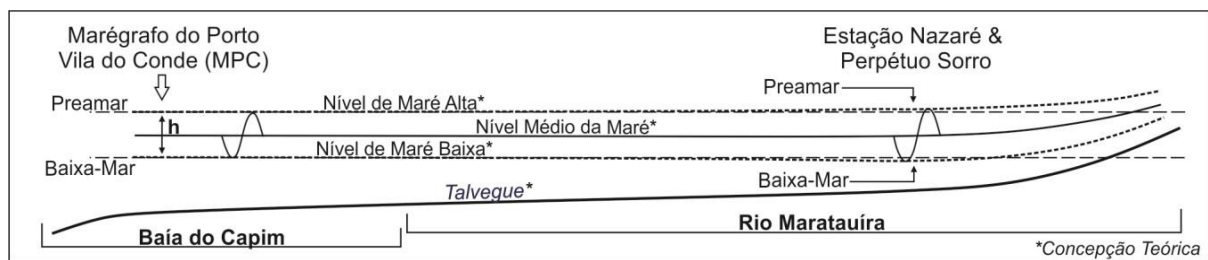 Marégrafo do Porto
Vila do Conde (MPC)
Estação Nazaré &
Perpétuo Sorro
Preamar
Nível de Maré Alta*
Preamar
h
Nível Médio da Maré*
Nível de Maré Baixa*
Baixa-Mar
Baixa-Mar
Talvegue*
Baía do Capim
Rio Maratauíra
*Concepção Teórica